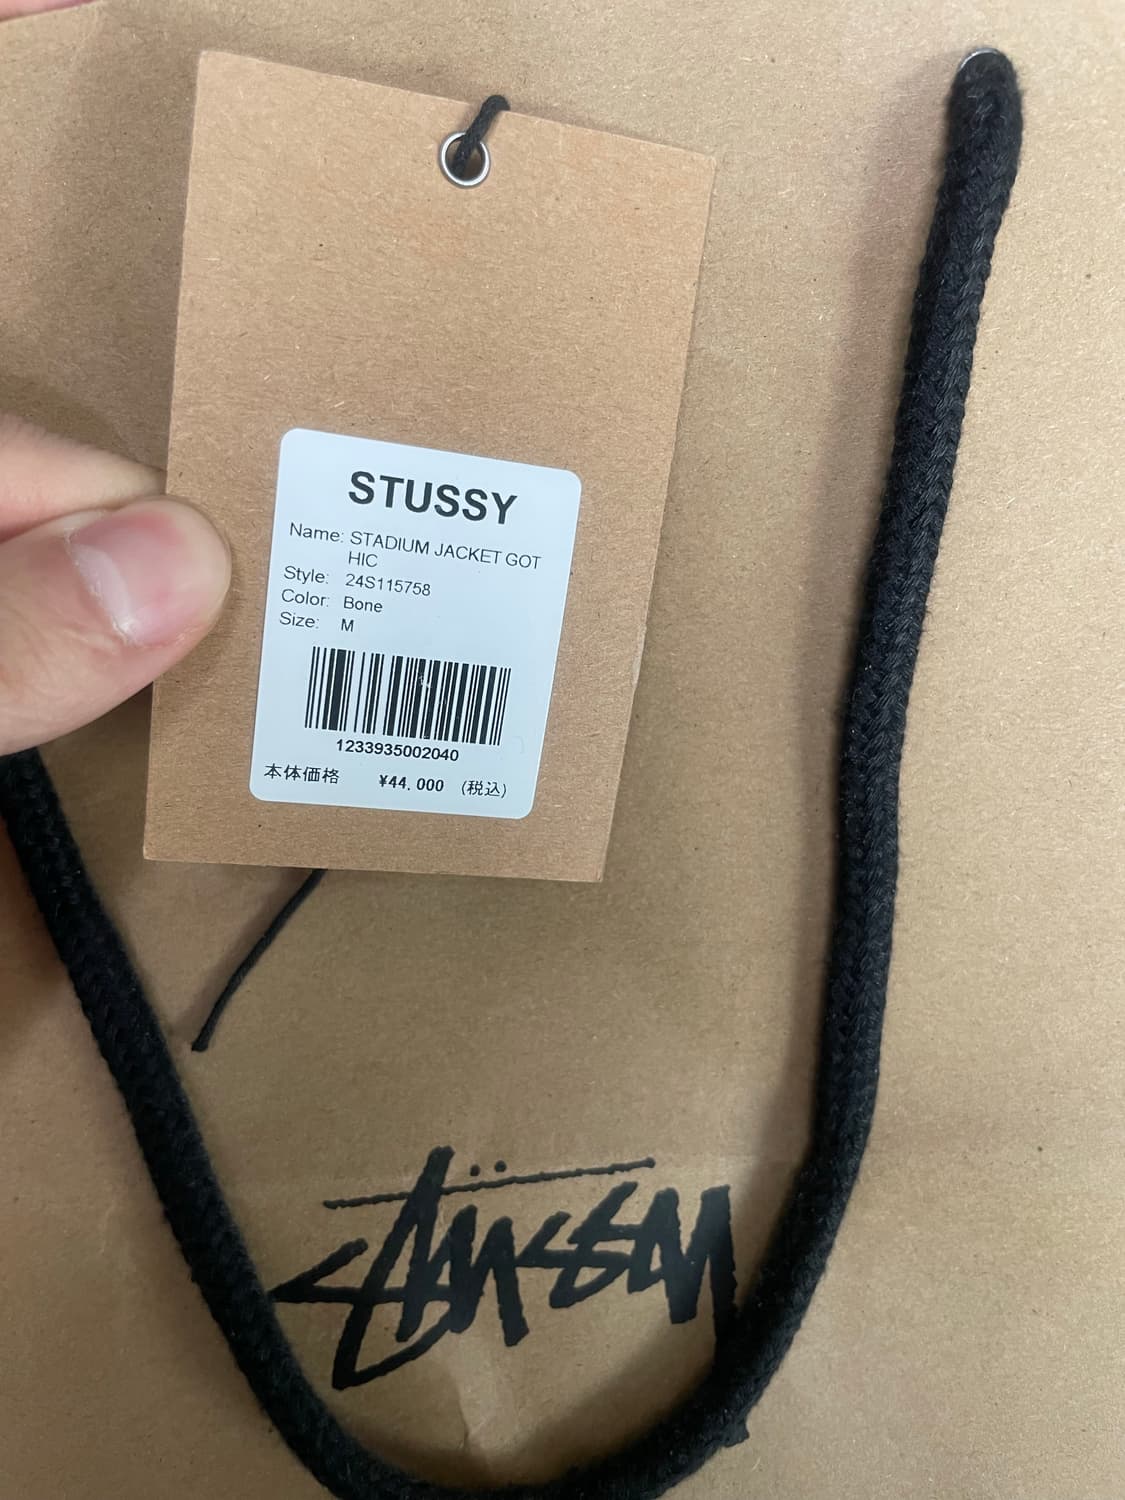 STUSSY
Name: STADIUM JACKET GOT
HIC
Style: 24S115758
Color: Bone
Size: M
1233935002040
本体価格 ¥44.000 (税込)
Stüssy